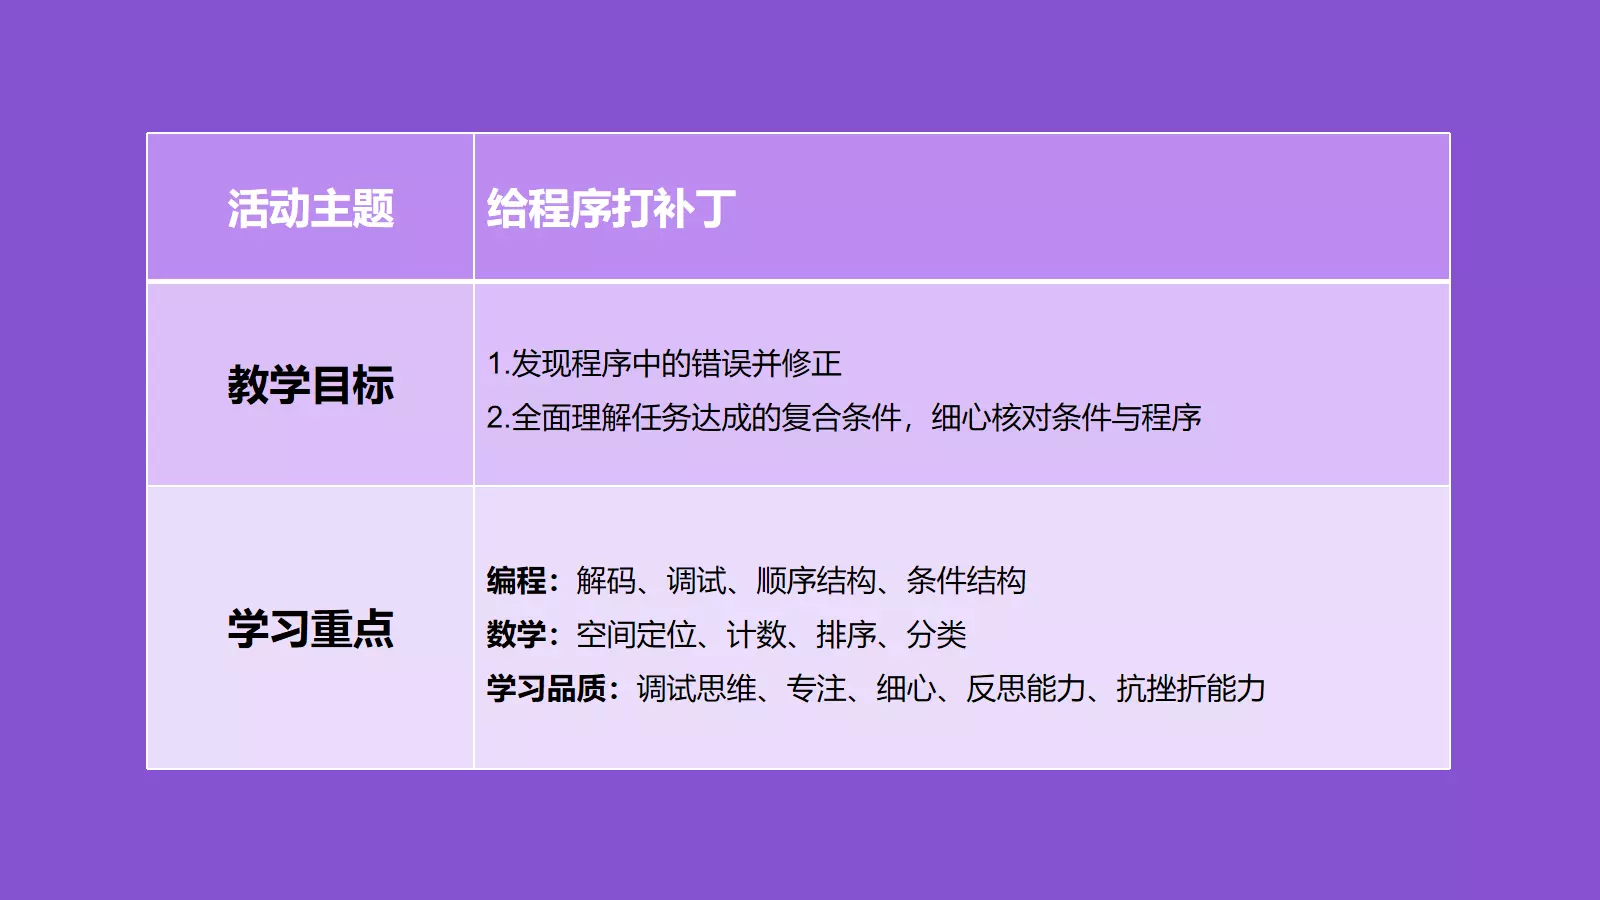 活动主题
给程序打补丁
教学目标
1.发现程序中的错误并修正
2.全面理解任务达成的复合条件，细心核对条件与程序
学习重点
编程：解码、调试、顺序结构、条件结构
数学：空间定位、计数、排序、分类
学习品质：调试思维、专注、细心、反思能力、抗挫折能力